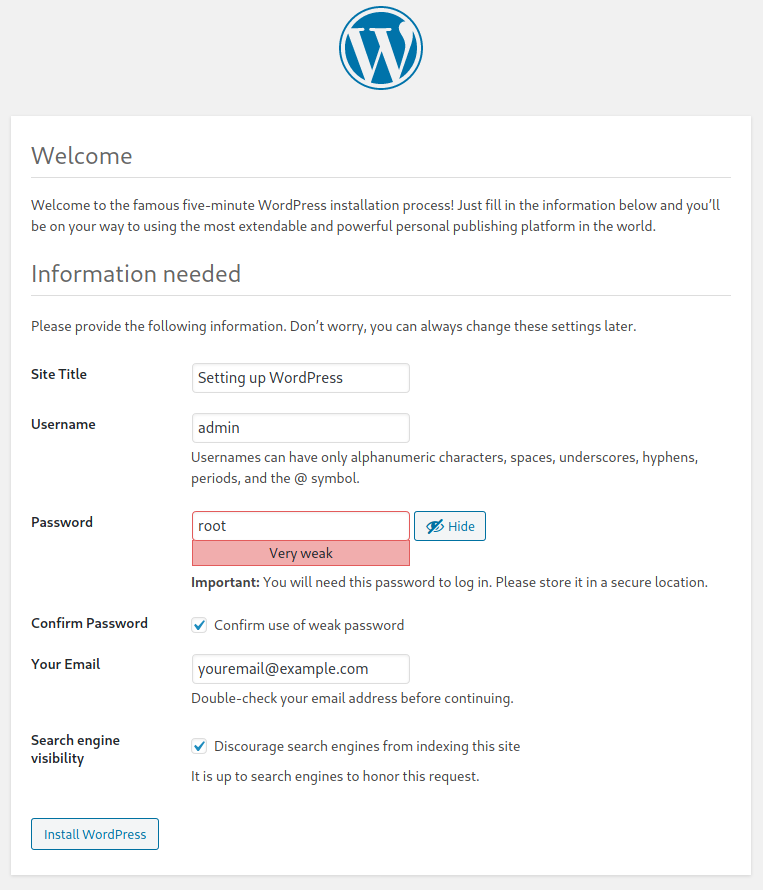 Welcome
Welcome to the famous five-minute WordPress installation process! Just fill in the information below and you’ll
be on your way to using the most extendable and powerful personal publishing platform in the world.
Information needed
Please provide the following information. Don’t worry, you can always change these settings later.
Site Title
Setting up WordPress
Username
admin
Usernames can have only alphanumeric characters, spaces, underscores, hyphens,
periods, and the @ symbol.
Password
root
Hide
Very weak
Important: You will need this password to log in. Please store it in a secure location.
Confirm Password
Confirm use of weak password
Your Email
youremail@example.com
Double-check your email address before continuing.
Search engine
visibility
Discourage search engines from indexing this site
It is up to search engines to honor this request.
Install WordPress